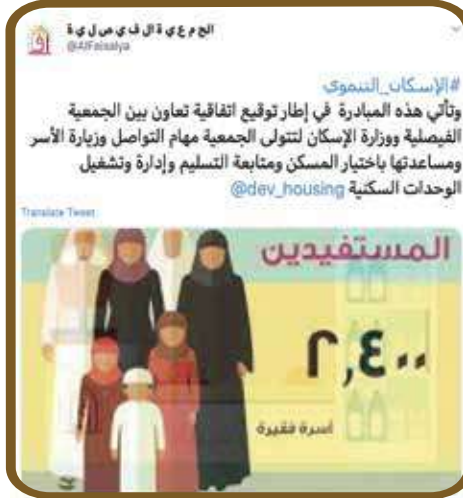 الجمعية الفيصلية
@AlFaisalya
#الإسكان_التنموي
وتأتي هذه المبادرة في إطار توقيع اتفاقية تعاون بين الجمعية
الفيصلية ووزارة الإسكان لتتولى الجمعية مهام التواصل وزيارة الأسر
ومساعدتها باختيار المسكن ومتابعة التسليم وإدارة وتشغيل
الوحدات السكنية @dev_housing
Translate Tweet
المستفيدين
٢,٤٠٠
أسرة فقيرة